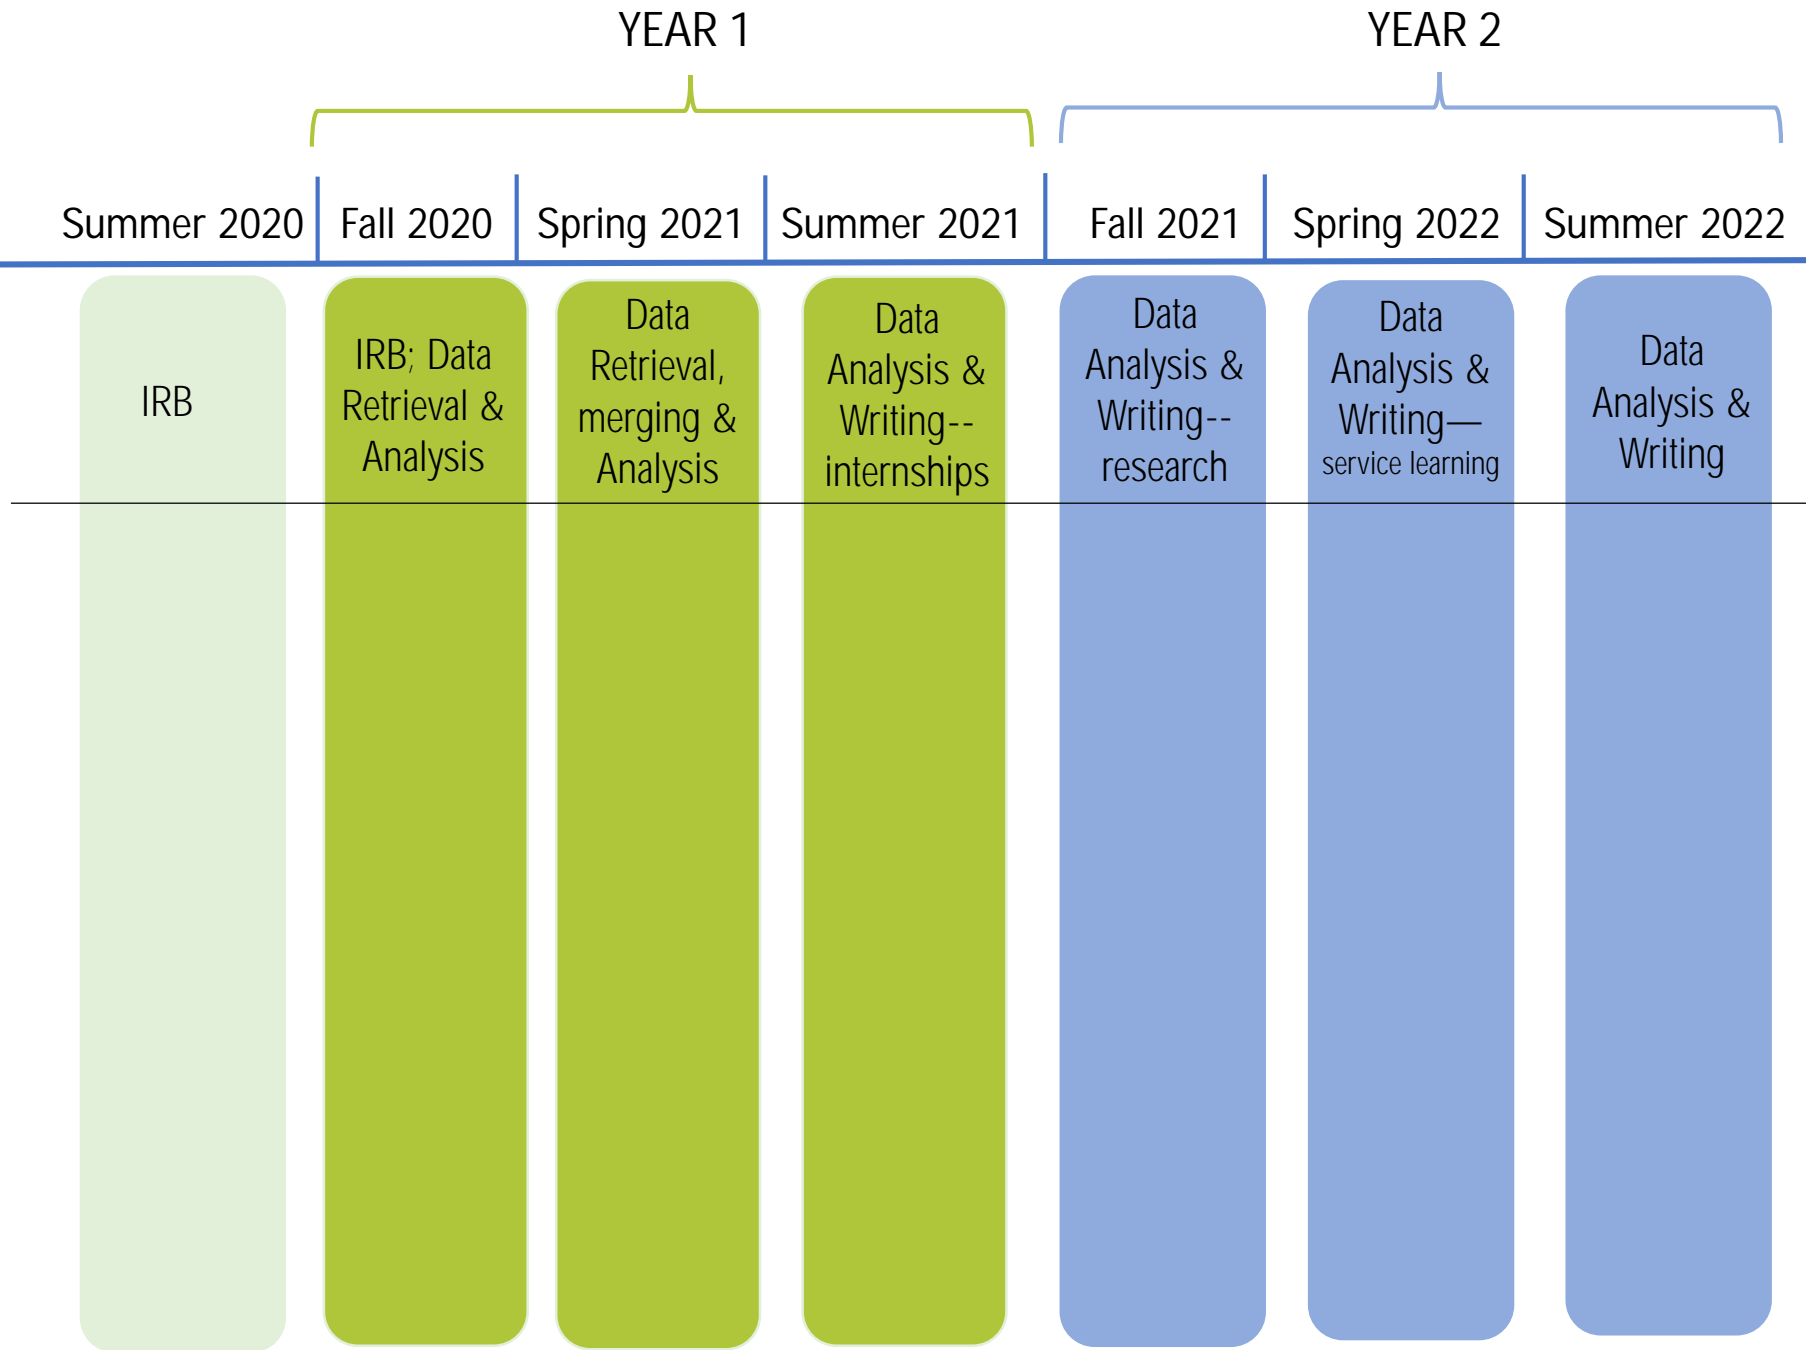 YEAR 1
YEAR 2
Summer 2020
Fall 2020
Spring 2021
Summer 2021
Fall 2021
Spring 2022
Summer 2022
IRB
IRB; Data
Retrieval &
Analysis
Data
Retrieval,
merging &
Analysis
Data
Analysis &
Writing--
internships
Data
Analysis &
Writing--
research
Data
Analysis &
Writing—
service learning
Data
Analysis &
Writing